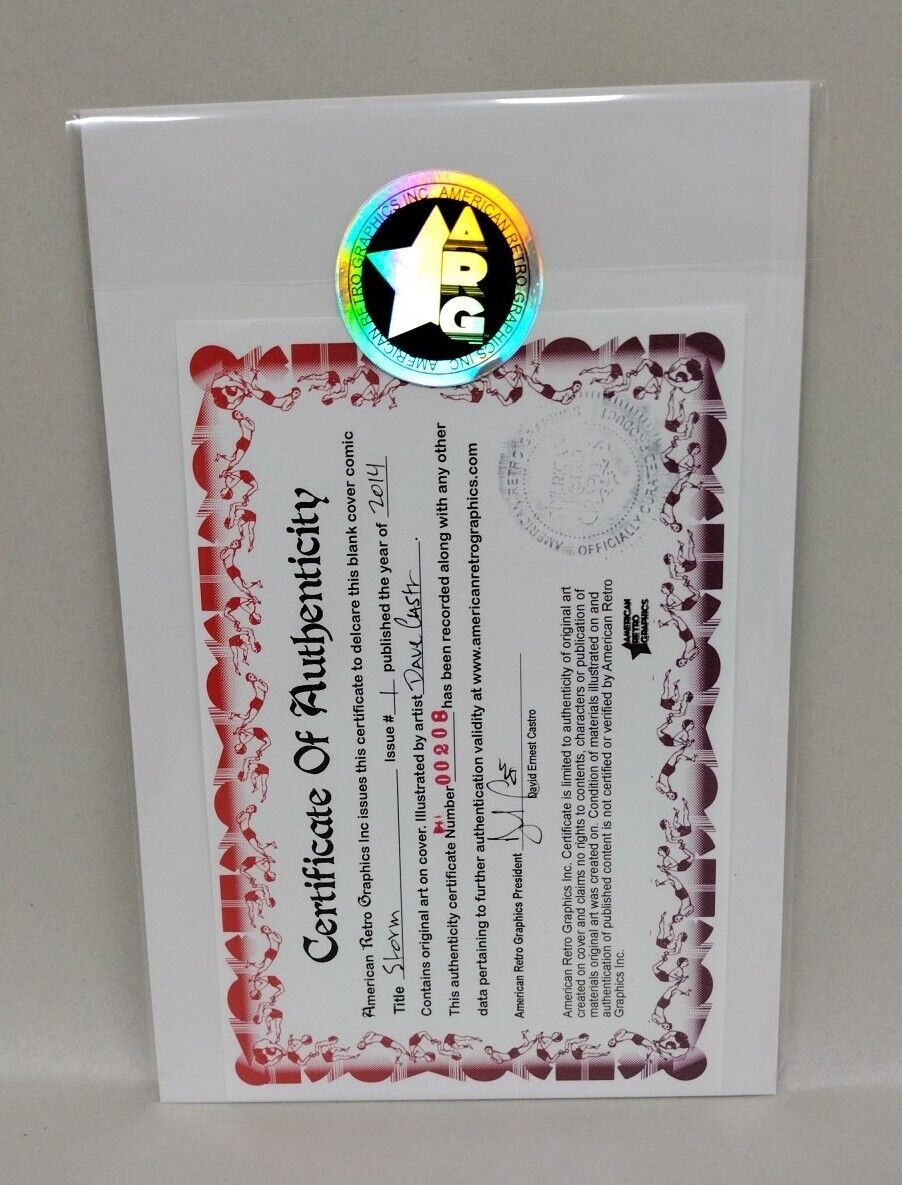 AMERICAN RETRO GRAPHICS INC. AMERICAN RETRO GRAPHICS INC.
ARG
Certificate Of Authenticity
American Retro Graphics Inc issues this certificate to delcare this blank cover comic
Title Storm Issue # 1 published the year of 2014
Contains original art on cover. Illustrated by artist Dave Castr.
This authenticity certificate Number 00208 has been recorded along with any other
data pertaining to further authentication validity at www.americanretrographics.com
American Retro Graphics President
David Ernest Castro
AMERICAN RETRO GRAPHICS
OFFICIALLY CURATED PRODUCT
American Retro Graphics Inc. Certificate is limited to authenticity of original art
created on cover and claims no rights to contents, characters or publication of
materials original art was created on. Condition of materials illustrated on and
authentication of published content is not certified or verified by American Retro
Graphics Inc.
AMERICAN
RETRO
GRAPHICS